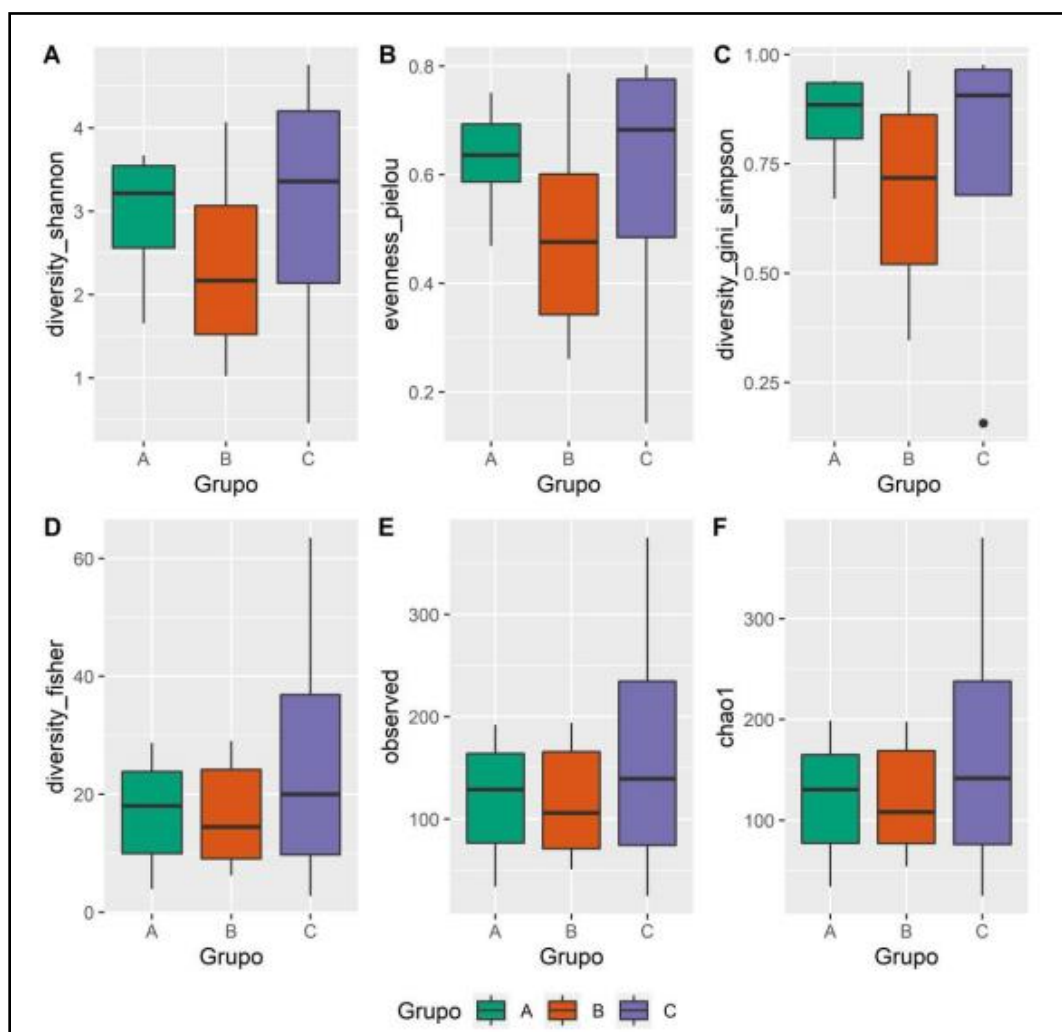 A
diversity_shannon
4
3
2
1
A B C
Grupo
B
evenness_pielou
0.8
0.6
0.4
0.2
A B C
Grupo
C
diversity_gini_simpson
1.00
0.75
0.50
0.25
A B C
Grupo
D
diversity_fisher
60
40
20
0
A B C
Grupo
E
observed
300
200
100
A B C
Grupo
F
chao1
300
200
100
A B C
Grupo
Grupo A B C